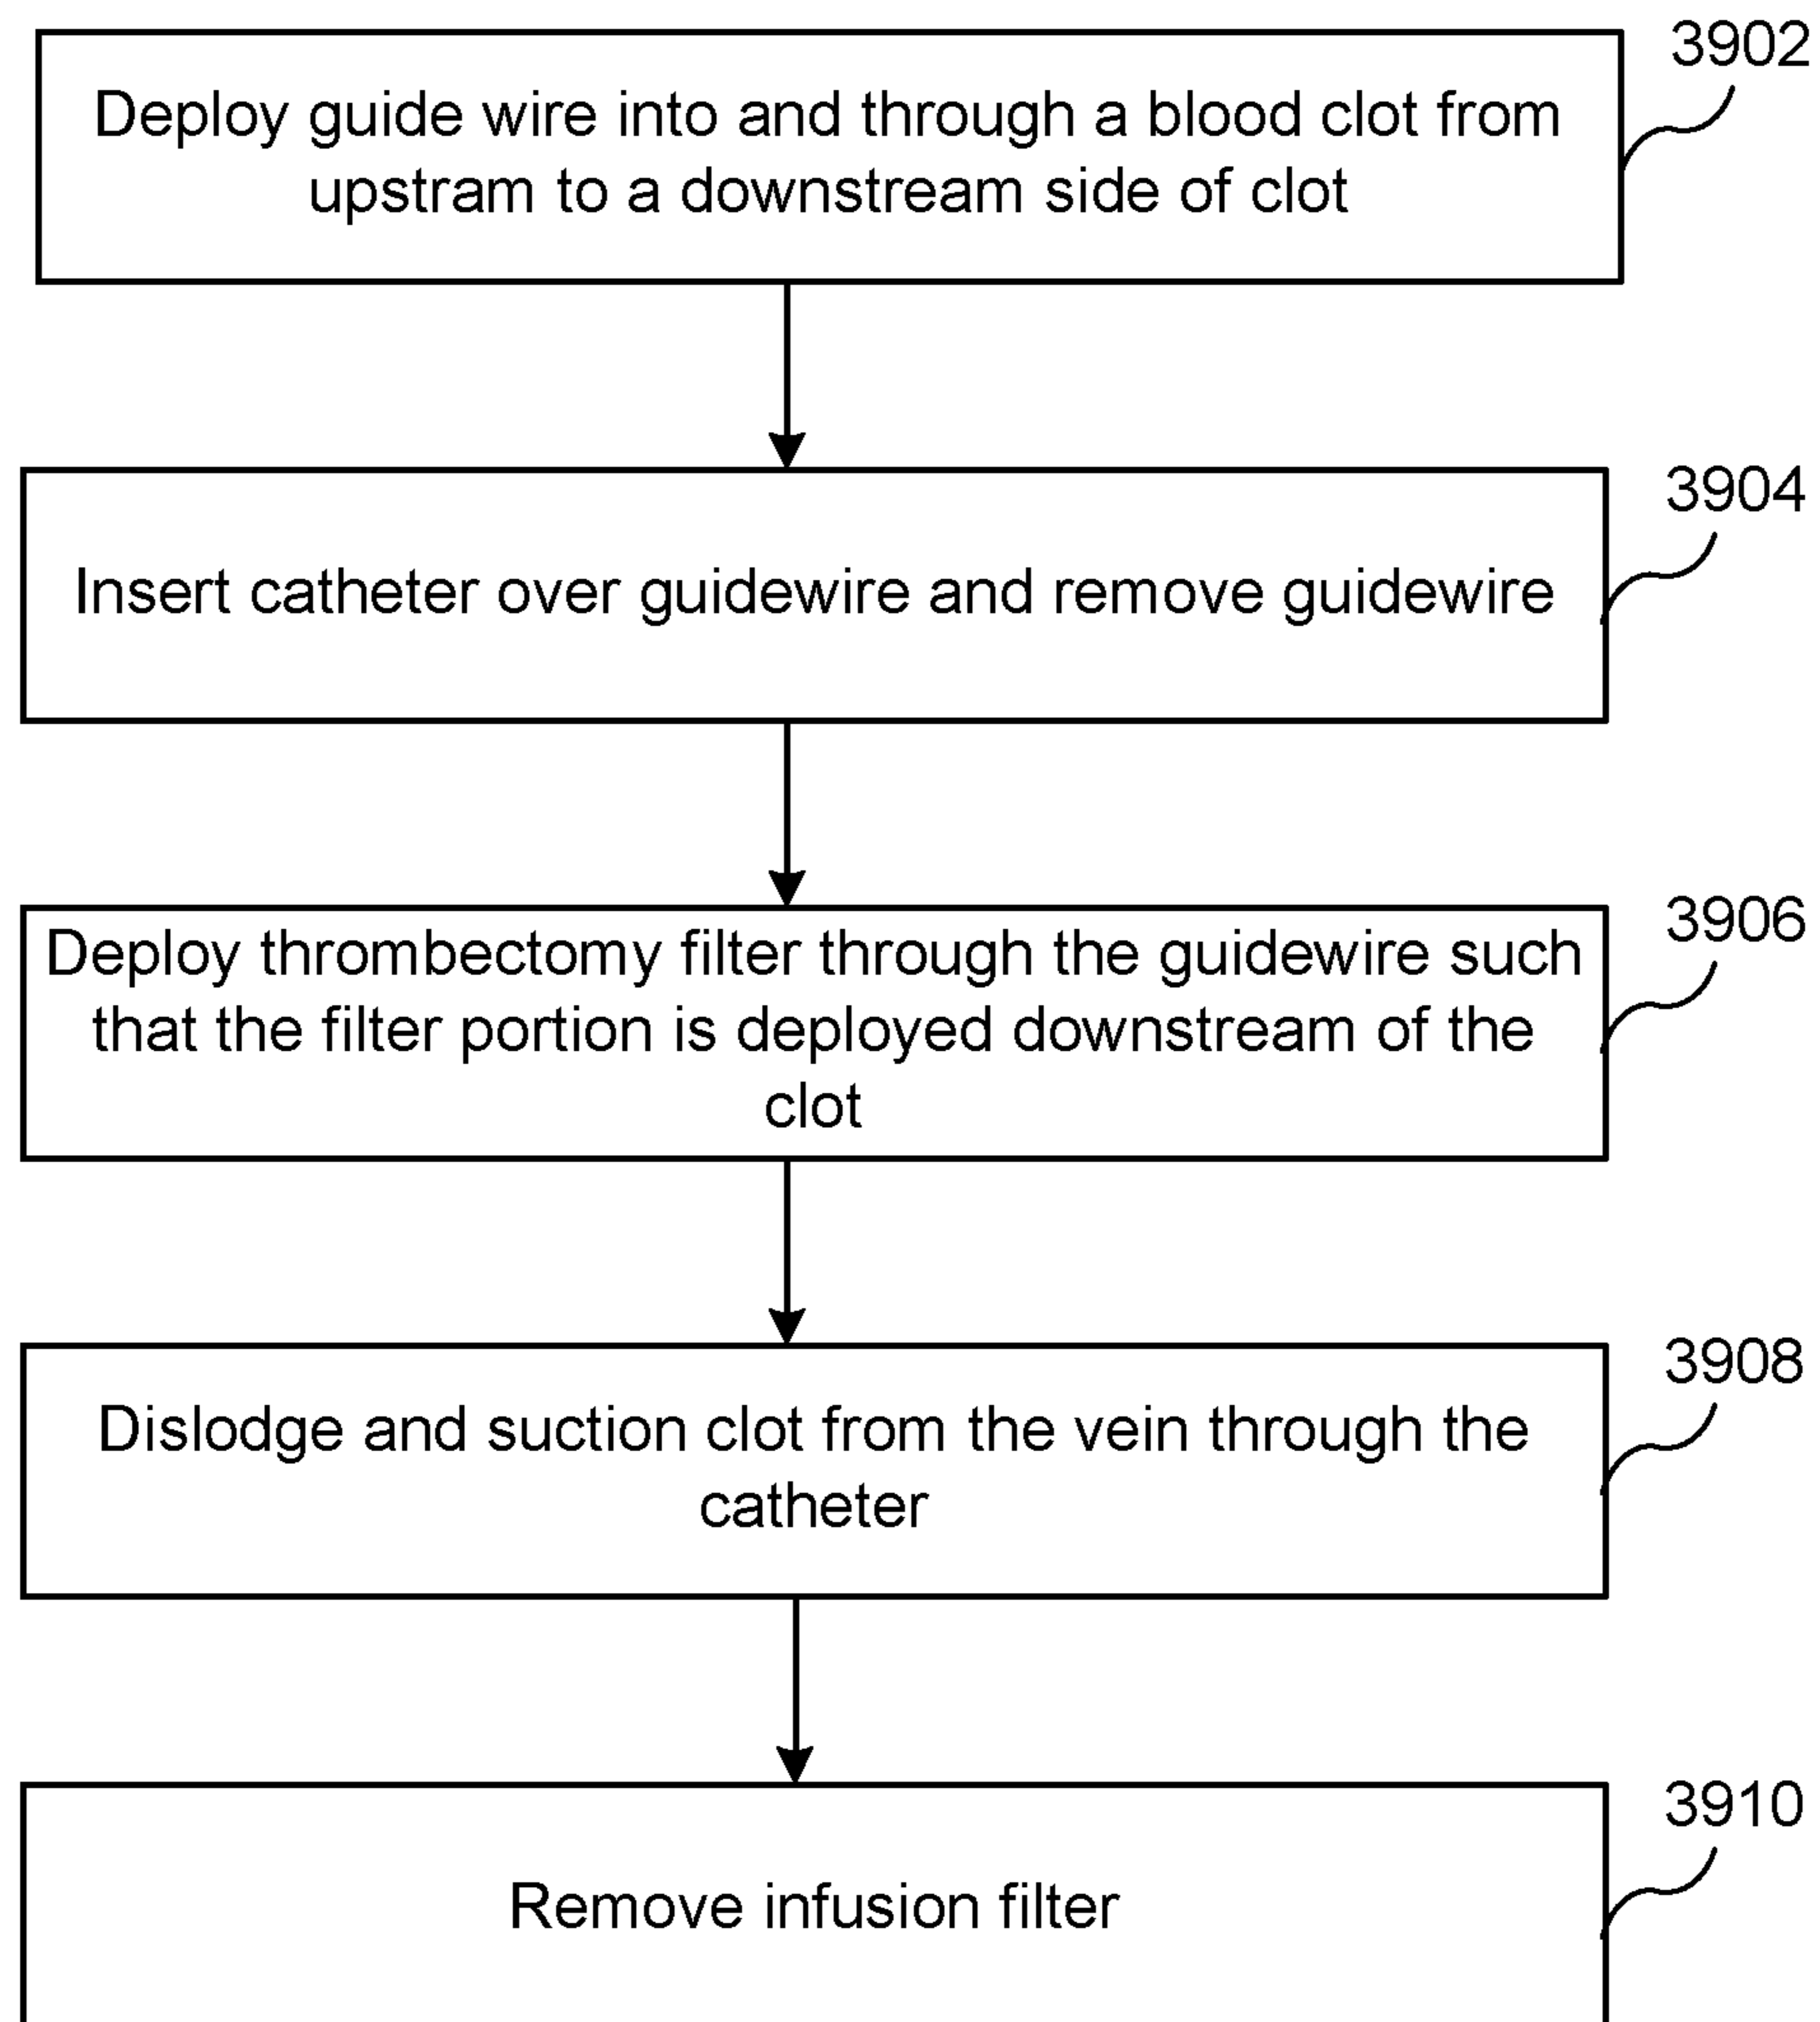 3902
Deploy guide wire into and through a blood clot from
upstram to a downstream side of clot
3904
Insert catheter over guidewire and remove guidewire
3906
Deploy thrombectomy filter through the guidewire such
that the filter portion is deployed downstream of the
clot
3908
Dislodge and suction clot from the vein through the
catheter
3910
Remove infusion filter